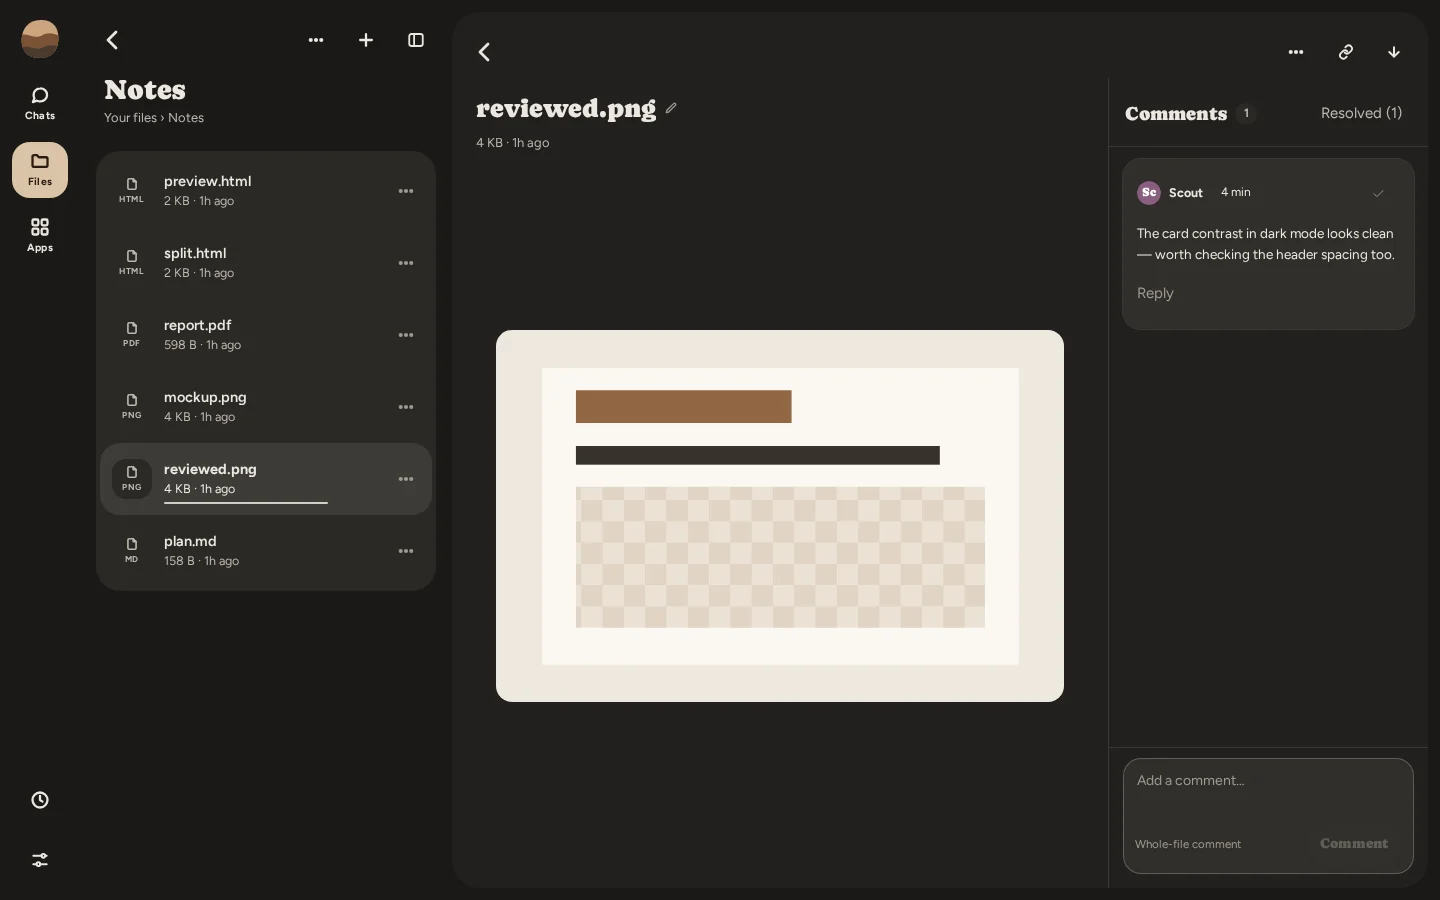 Chats
Files
Apps
Notes
Your files › Notes
HTML
preview.html
2 KB · 1h ago
HTML
split.html
2 KB · 1h ago
PDF
report.pdf
598 B · 1h ago
PNG
mockup.png
4 KB · 1h ago
PNG
reviewed.png
4 KB · 1h ago
MD
plan.md
158 B · 1h ago
reviewed.png
4 KB · 1h ago
Comments 1
Resolved (1)
Sc Scout 4 min
The card contrast in dark mode looks clean
— worth checking the header spacing too.
Reply
Add a comment...
Whole-file comment
Comment